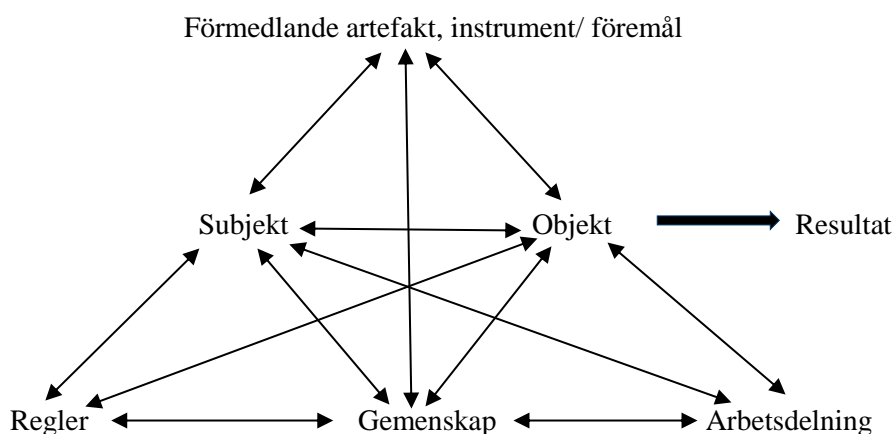 Förmedlande artefakt, instrument/ föremål
Subjekt Objekt Resultat
Regler Gemenskap Arbetsdelning